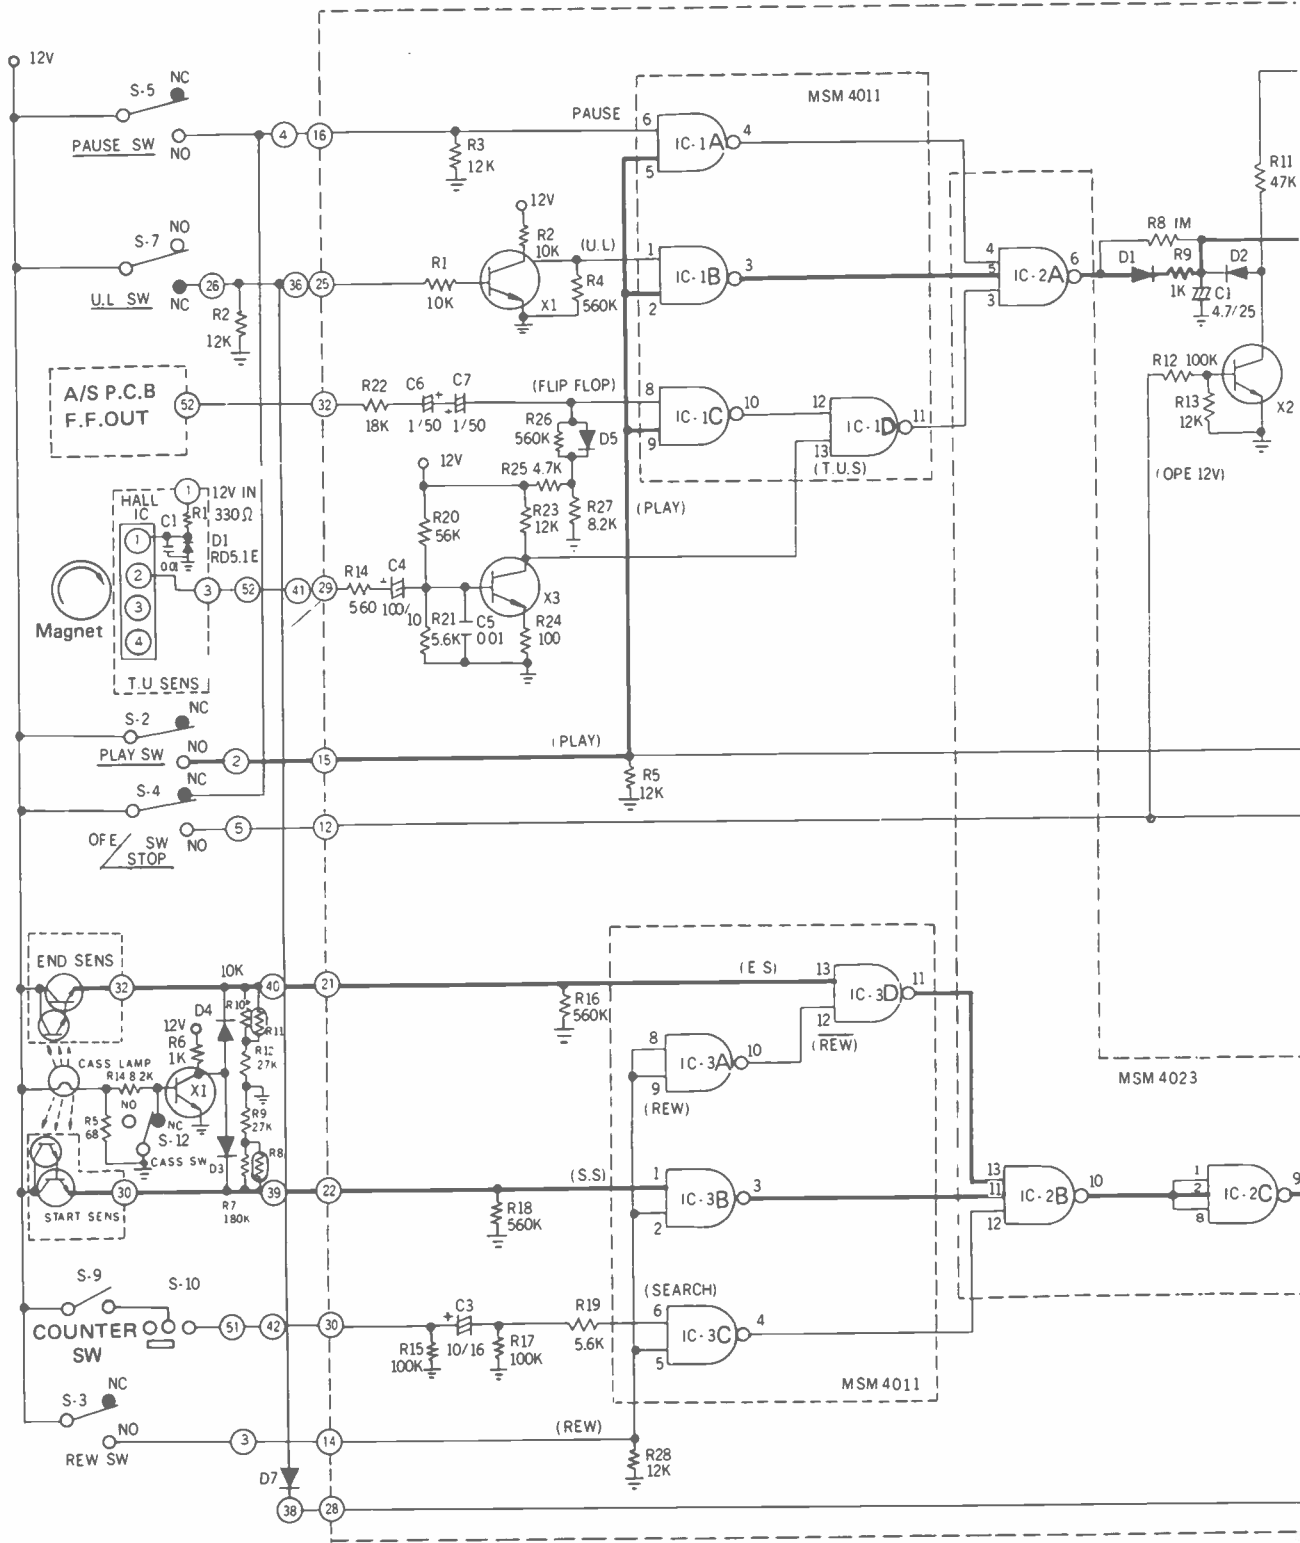 12V
S-5
NC
PAUSE SW
NO
4
16
PAUSE
R3
12K
MSM 4011
6
5
IC-1A
4
S-7
NO
U.L SW
NC
26
36
25
R2
12K
R1
10K
12V
R2
10K
(U.L)
X1
R4
560K
1
2
IC-1B
3
4
5
3
IC-2A
6
R8 1M
D1
R9
1K
D2
C1
4.7/25
R11
47K
R12 100K
R13
12K
X2
(OPE 12V)
A/S P.C.B
F.F.OUT
52
32
R22
18K
C6
1/50
C7
1/50
(FLIP FLOP)
R26
560K
D5
8
9
IC-1C
10
12
13
IC-1D
11
(T.U.S)
12V
R25 4.7K
R20
56K
R23
12K
R27
8.2K
(PLAY)
HALL
IC
C1
0.01
1
R1
12V IN
330Ω
D1
RD5.1E
1
2
3
4
Magnet
T.U SENS
3
52
41
29
R14
560
C4
100/10
R21
5.6K
C5
0.01
X3
R24
100
S-2
NC
PLAY SW
NO
2
15
(PLAY)
R5
12K
S-4
NC
OFE/STOP SW
NO
5
12
END SENS
32
10K
40
21
(E S)
R16
560K
13
12
IC-3D
11
(REW)
D4
R10
R11
12V
R6
1K
R12
27K
CASS LAMP
R14 8.2K
X1
NO
NC
S-12
R5
68
CASS SW
R9
27K
R8
D3
8
9
IC-3A
10
(REW)
MSM 4023
START SENS
30
R7
180K
39
22
(S.S)
R18
560K
1
2
IC-3B
3
13
11
12
IC-2B
10
1
2
8
IC-2C
9
S-9
S-10
COUNTER
SW
51
42
30
C3
10/16
R15
100K
R17
100K
R19
5.6K
(SEARCH)
6
5
IC-3C
4
MSM 4011
S-3
NC
NO
REW SW
3
14
(REW)
R28
12K
D7
38
28